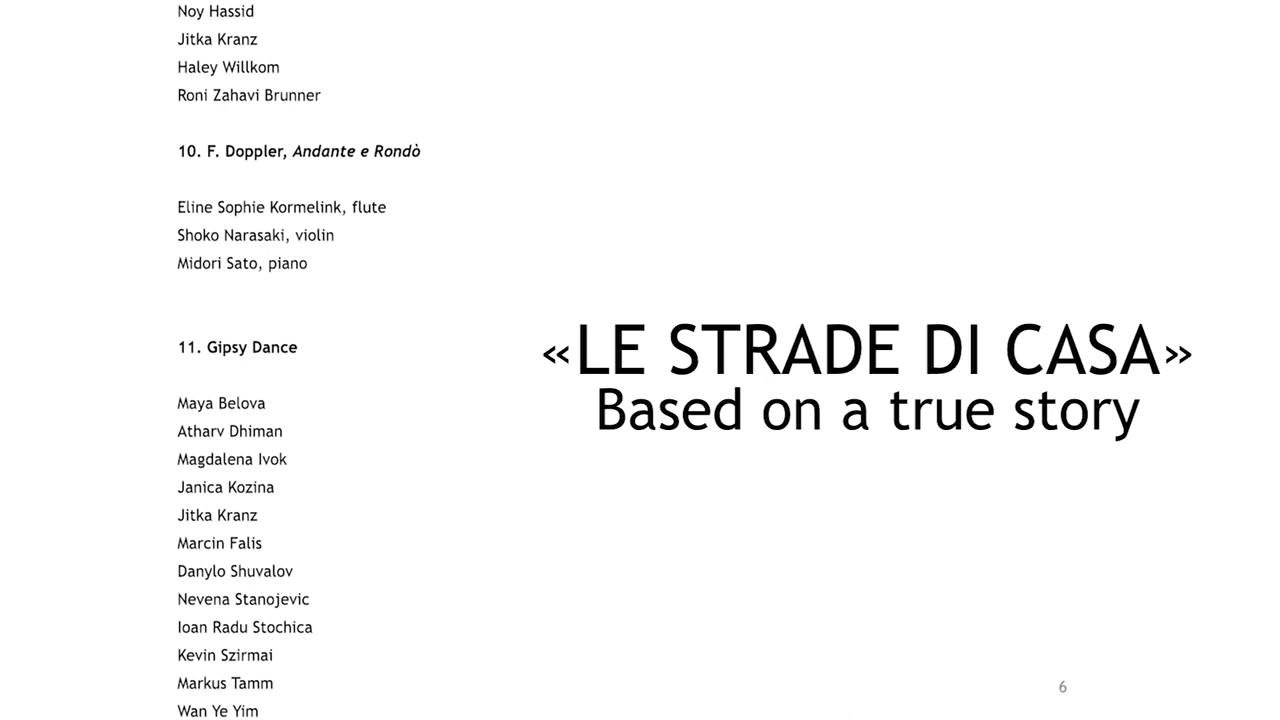 Noy Hassid
Jitka Kranz
Haley Willkom
Roni Zahavi Brunner
10. F. Doppler, Andante e Rondò
Eline Sophie Kormelink, flute
Shoko Narasaki, violin
Midori Sato, piano
11. Gipsy Dance
Maya Belova
Atharv Dhiman
Magdalena Ivok
Janica Kozina
Jitka Kranz
Marcin Falis
Danylo Shuvalov
Nevena Stanojevic
Ioan Radu Stochica
Kevin Szirmai
Markus Tamm
Wan Ye Yim
«LE STRADE DI CASA»
Based on a true story
6